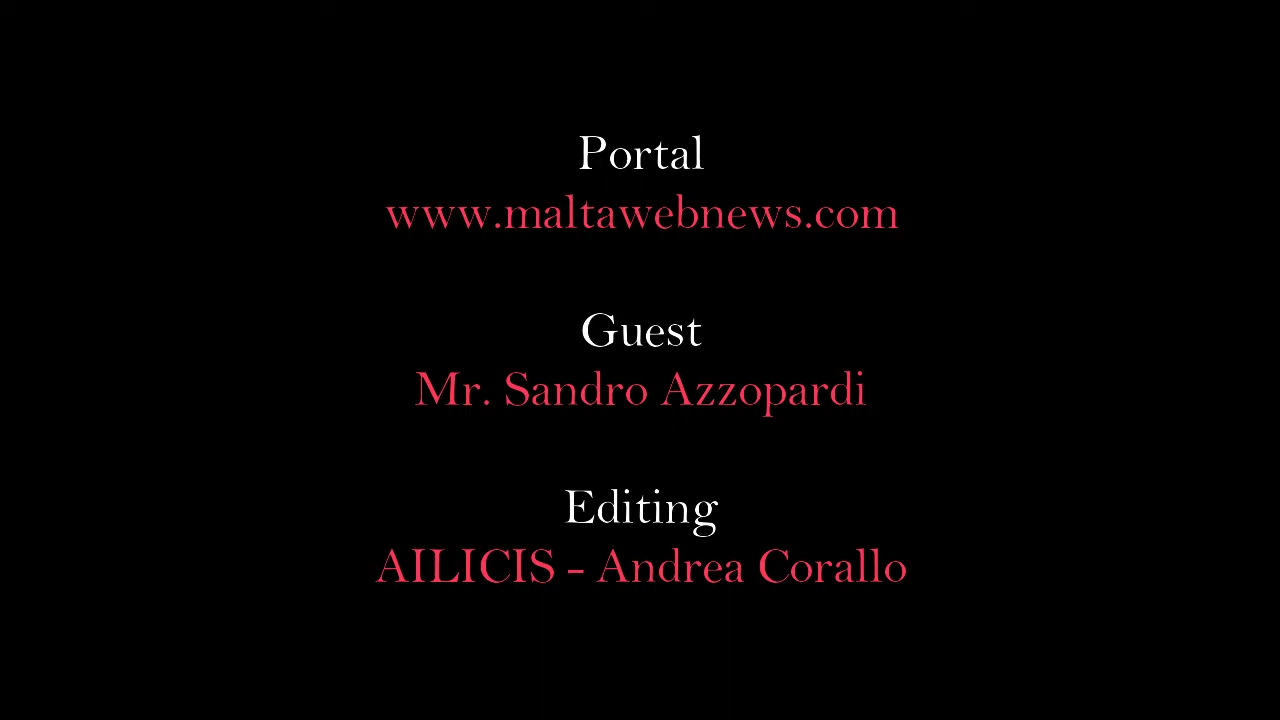 Portal
www.maltawebnews.com
Guest
Mr. Sandro Azzopardi
Editing
AILICIS - Andrea Corallo